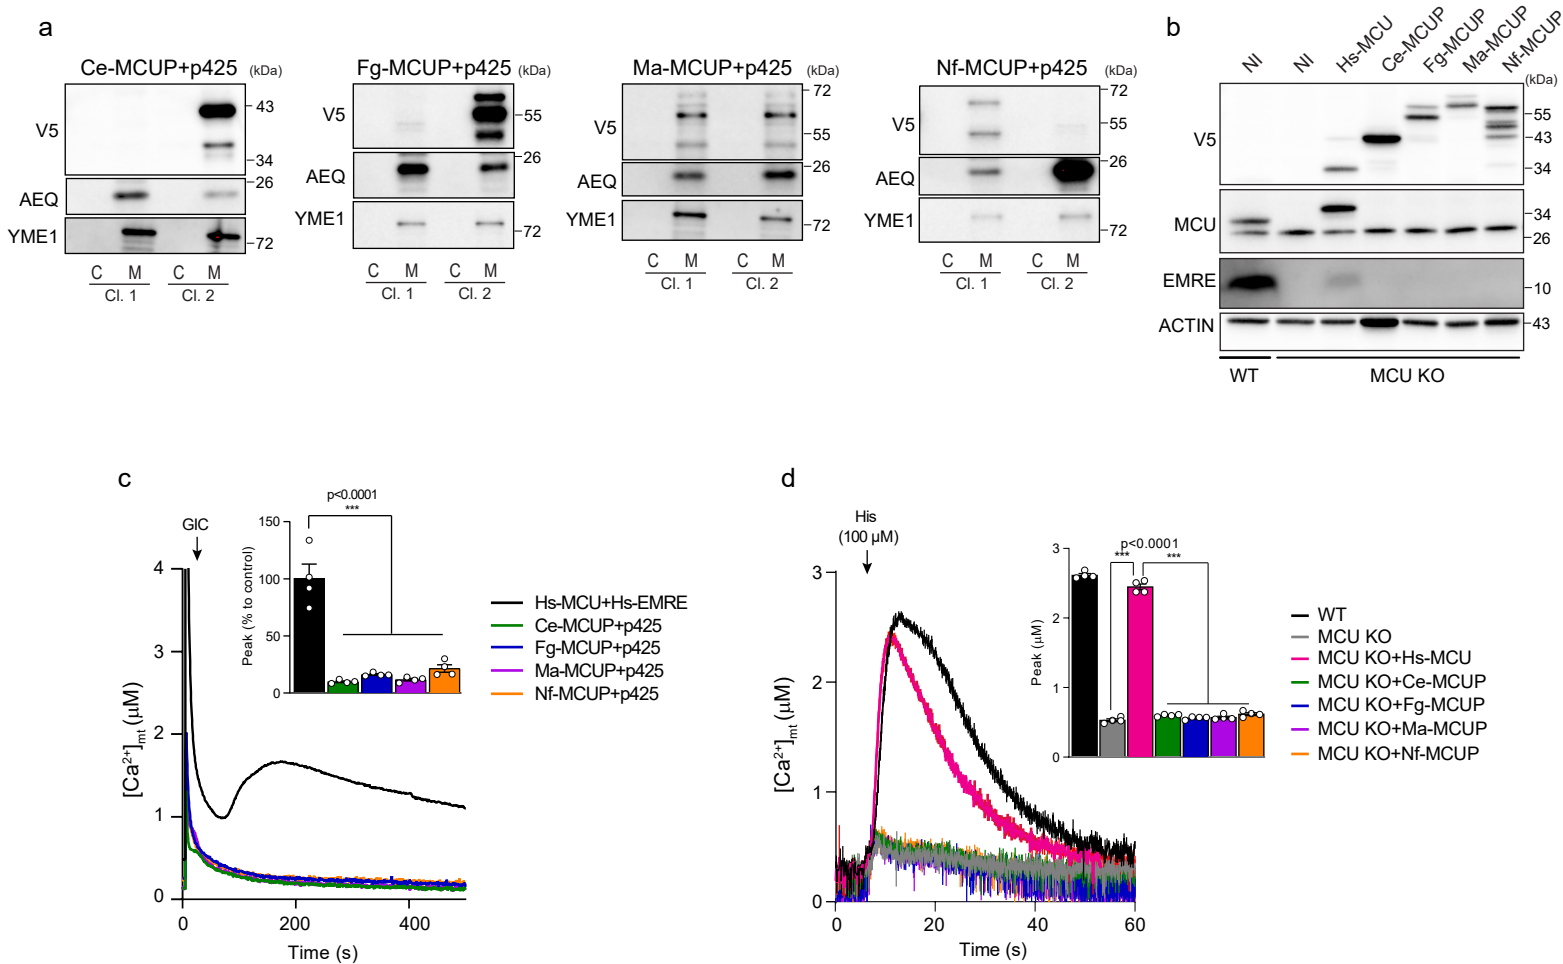 a
Ce-MCUP+p425 (kDa)
V5
43
34
AEQ
26
YME1
72
C M C M
Cl. 1 Cl. 2
Fg-MCUP+p425 (kDa)
V5
55
AEQ
26
YME1
72
C M C M
Cl. 1 Cl. 2
Ma-MCUP+p425 (kDa)
V5
72
55
AEQ
26
YME1
72
C M C M
Cl. 1 Cl. 2
Nf-MCUP+p425 (kDa)
V5
72
55
AEQ
26
YME1
72
C M C M
Cl. 1 Cl. 2
b
NI NI Hs-MCU Ce-MCUP Fg-MCUP Ma-MCUP Nf-MCUP
(kDa)
V5
55
43
34
MCU
34
26
EMRE
10
ACTIN
43
WT MCU KO
c
GlC
[Ca²⁺]mt (μM)
4
3
2
1
0
0 200 400
Time (s)
p<0.0001
***
Peak (% to control)
150
100
50
0
Hs-MCU+Hs-EMRE
Ce-MCUP+p425
Fg-MCUP+p425
Ma-MCUP+p425
Nf-MCUP+p425
d
His
(100 μM)
[Ca²⁺]mt (μM)
3
2
1
0
0 20 40 60
Time (s)
p<0.0001
*** ***
Peak (μM)
3
2
1
0
WT
MCU KO
MCU KO+Hs-MCU
MCU KO+Ce-MCUP
MCU KO+Fg-MCUP
MCU KO+Ma-MCUP
MCU KO+Nf-MCUP